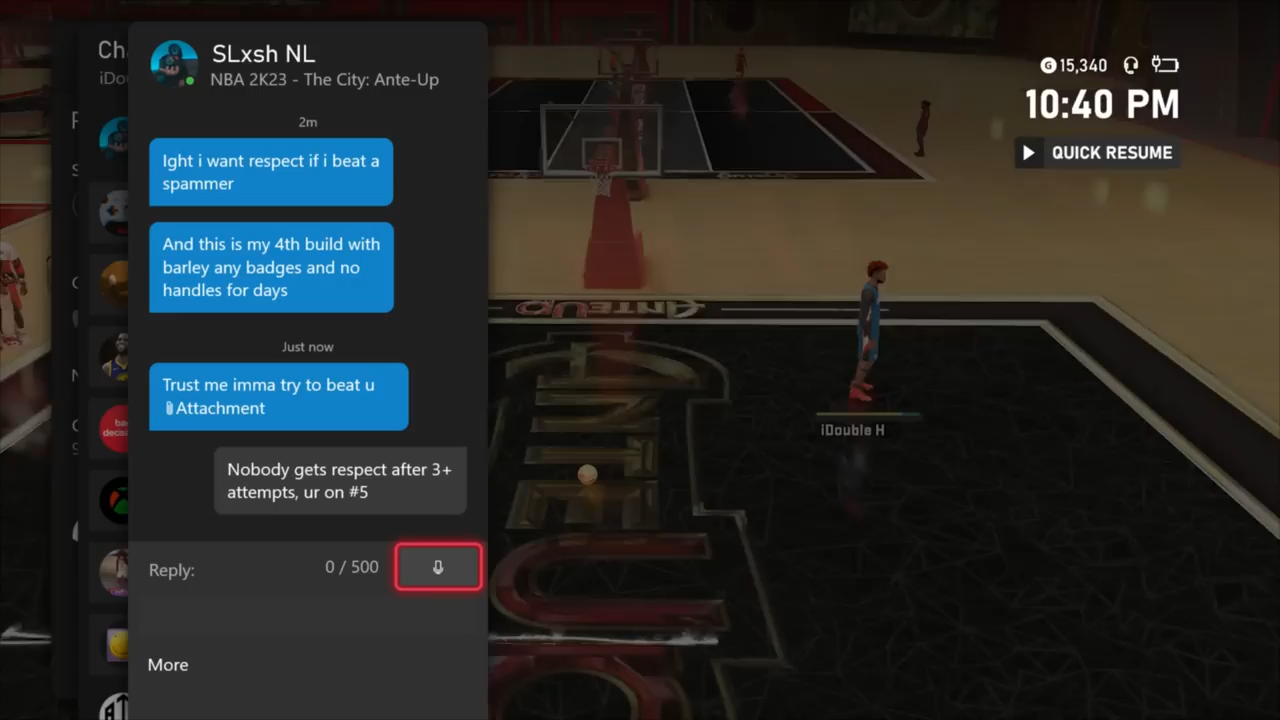 Cha
iDou
SLxsh NL
NBA 2K23 - The City: Ante-Up
2m
Ight i want respect if i beat a
spammer
And this is my 4th build with
barley any badges and no
handles for days
Just now
Trust me imma try to beat u
Attachment
Nobody gets respect after 3+
attempts, ur on #5
Reply:
0 / 500
More
G 15,340
10:40 PM
QUICK RESUME
ANTEUP
iDouble H